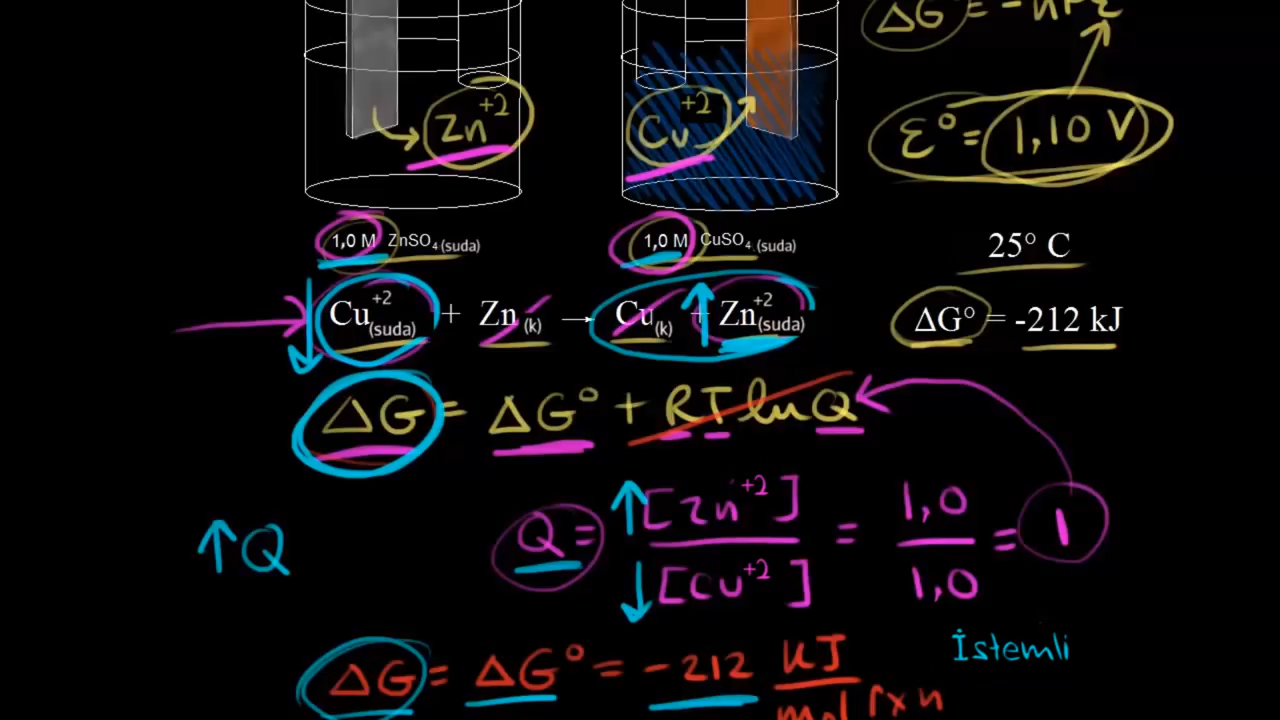 ΔG = -nFε
Zn+2
Cu+2
ε° = 1,10 V
1,0 M ZnSO4 (suda)
1,0 M CuSO4 (suda)
25° C
Cu+2(suda) + Zn(k) → Cu(k) + Zn+2(suda)
ΔG° = -212 kJ
ΔG = ΔG° + RT ln Q
↑ Q
Q = [Zn+2] / [Cu+2] = 1,0 / 1,0 = 1
İstemli
ΔG = ΔG° = -212 kJ / mol rxn